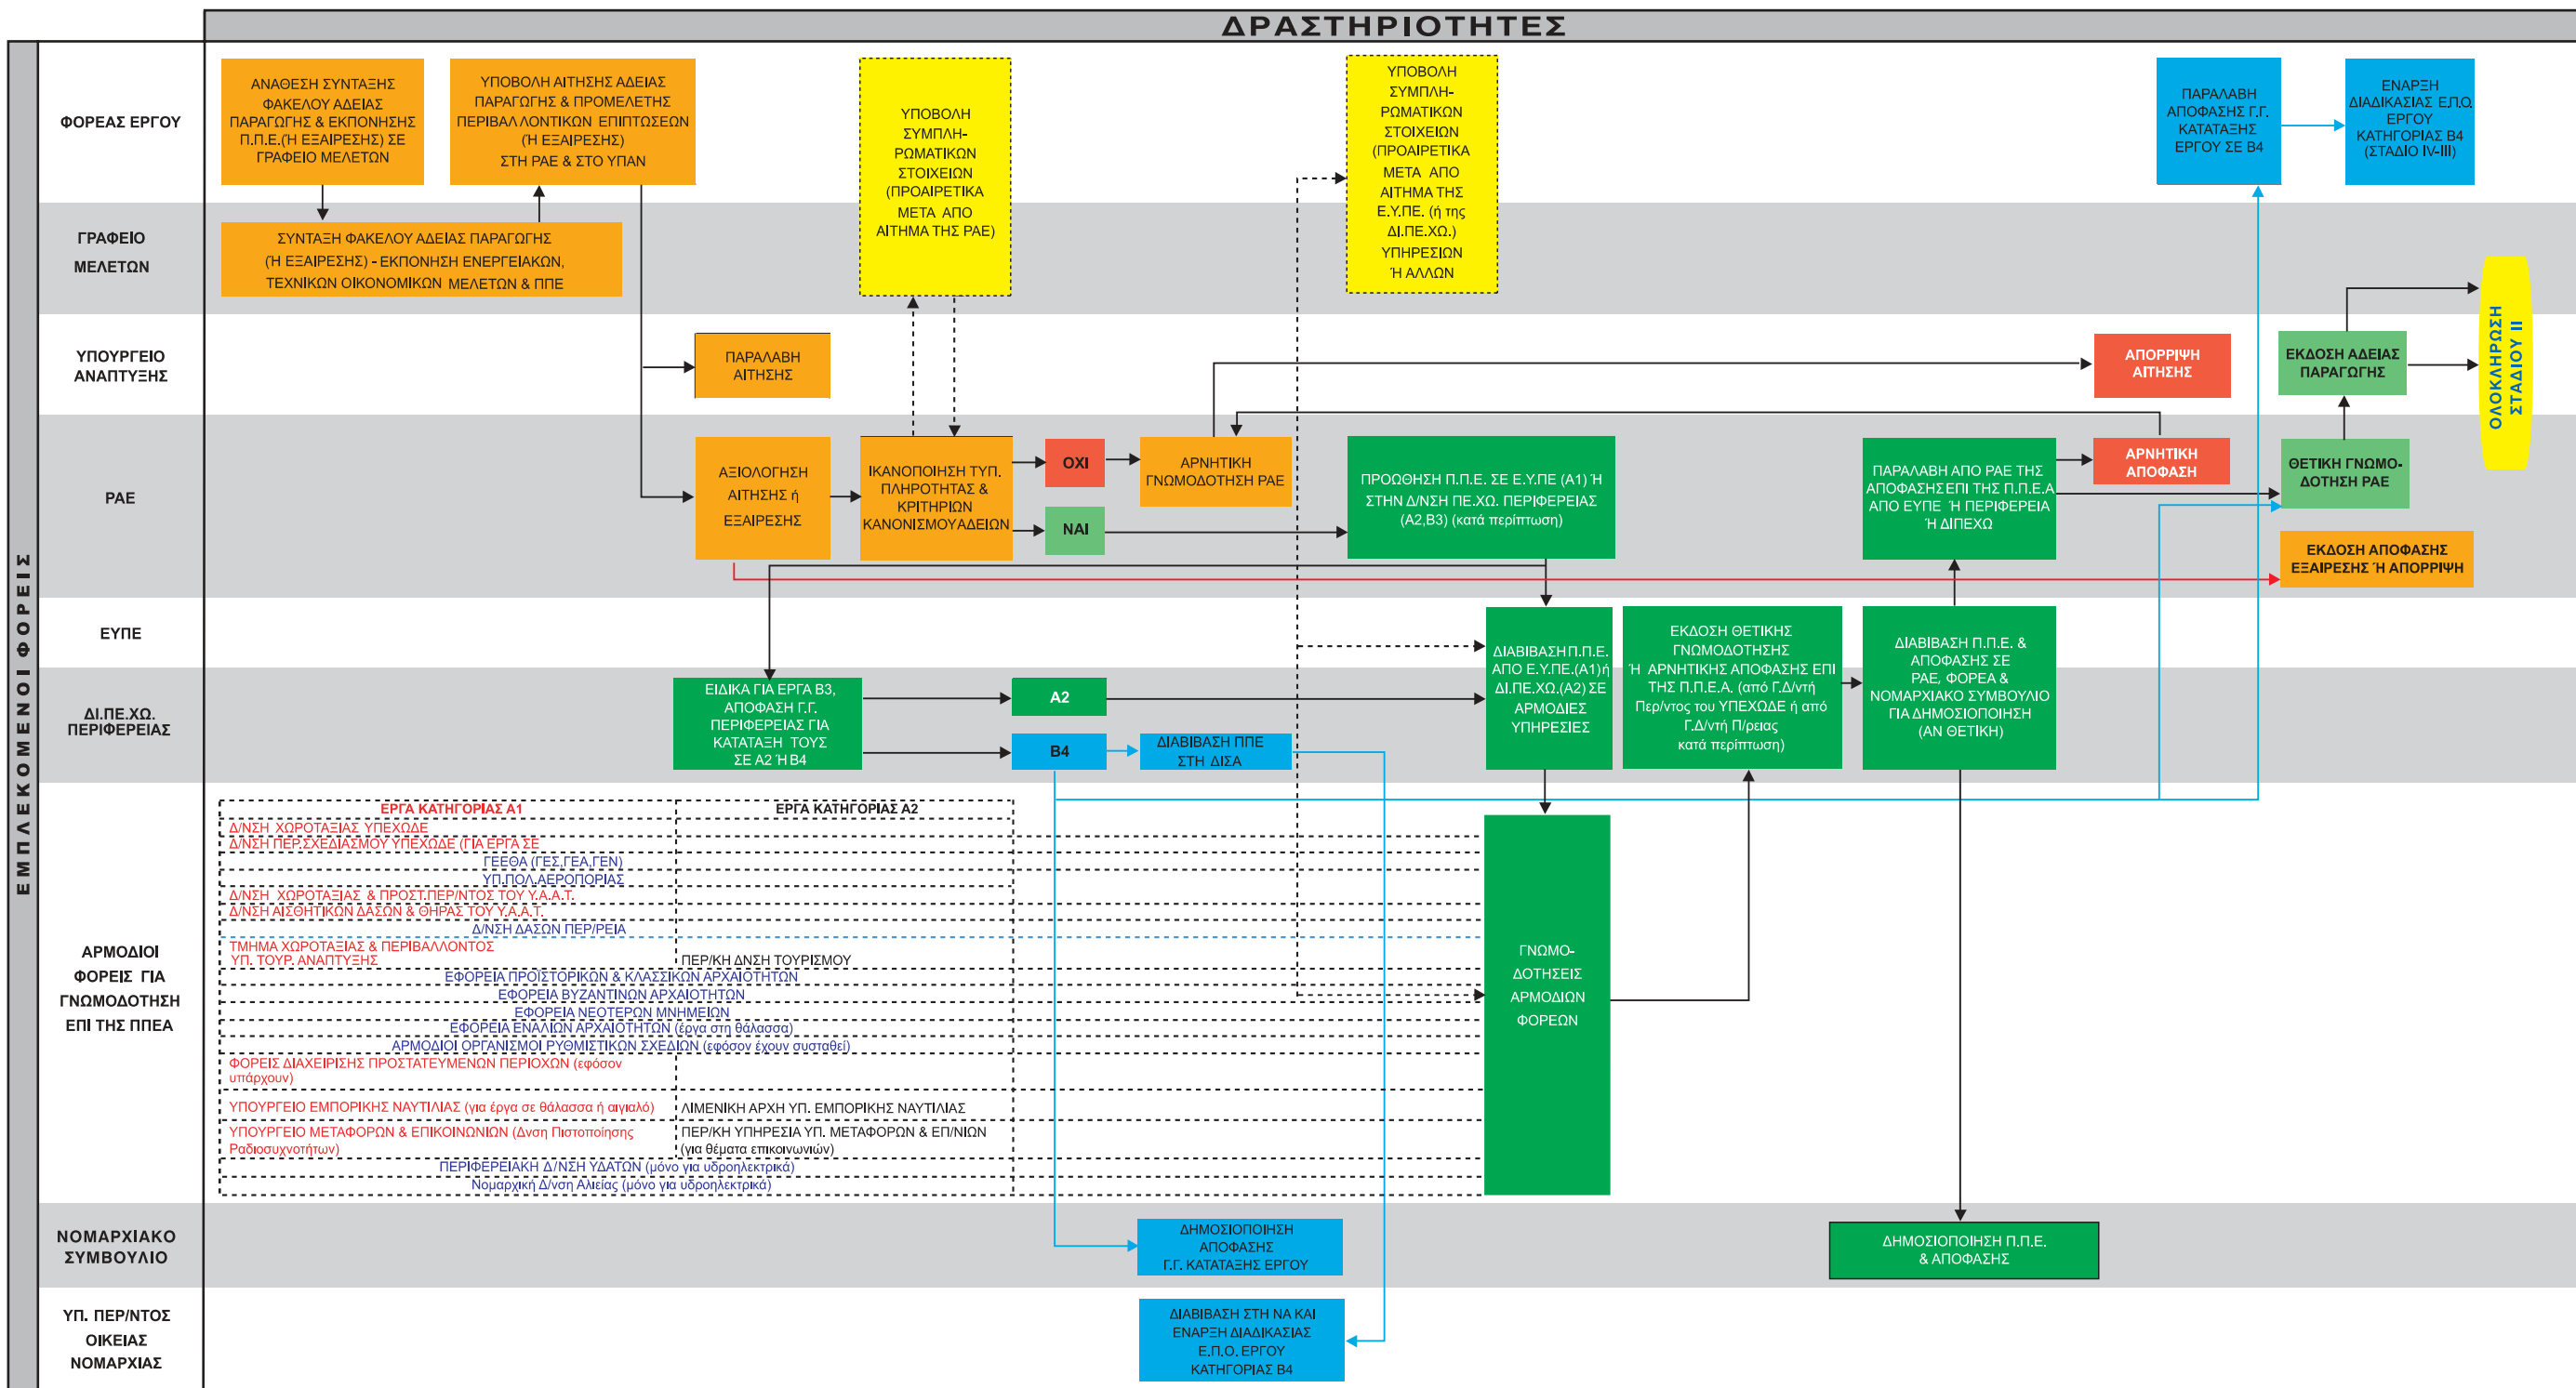 ΔΡΑΣΤΗΡΙΟΤΗΤΕΣ
ΕΜΠΛΕΚΟΜΕΝΟΙ ΦΟΡΕΙΣ
ΦΟΡΕΑΣ ΕΡΓΟΥ
ΑΝΑΘΕΣΗ ΣΥΝΤΑΞΗΣ
ΦΑΚΕΛΟΥ ΑΔΕΙΑΣ
ΠΑΡΑΓΩΓΗΣ & ΕΚΠΟΝΗΣΗΣ
Π.Π.Ε.(Ή ΕΞΑΙΡΕΣΗΣ) ΣΕ
ΓΡΑΦΕΙΟ ΜΕΛΕΤΩΝ
ΥΠΟΒΟΛΗ ΑΙΤΗΣΗΣ ΑΔΕΙΑΣ
ΠΑΡΑΓΩΓΗΣ & ΠΡΟΜΕΛΕΤΗΣ
ΠΕΡΙΒΑΛ ΛΟΝΤΙΚΩΝ ΕΠΙΠΤΩΣΕΩΝ
(Ή ΕΞΑΙΡΕΣΗΣ)
ΣΤΗ ΡΑΕ & ΣΤΟ ΥΠΑΝ
ΥΠΟΒΟΛΗ
ΣΥΜΠΛΗ-
ΡΩΜΑΤΙΚΩΝ
ΣΤΟΙΧΕΙΩΝ
(ΠΡΟΑΙΡΕΤΙΚΑ
ΜΕΤΑ ΑΠΟ
ΑΙΤΗΜΑ ΤΗΣ ΡΑΕ)
ΥΠΟΒΟΛΗ
ΣΥΜΠΛΗ-
ΡΩΜΑΤΙΚΩΝ
ΣΤΟΙΧΕΙΩΝ
(ΠΡΟΑΙΡΕΤΙΚΑ
ΜΕΤΑ ΑΠΟ
ΑΙΤΗΜΑ ΤΗΣ
Ε.Υ.ΠΕ. (ή της
ΔΙ.ΠΕ.ΧΩ.)
ΥΠΗΡΕΣΙΩΝ
Ή ΑΛΛΩΝ
ΠΑΡΑΛΑΒΗ
ΑΠΟΦΑΣΗΣ Γ.Γ.
ΚΑΤΑΤΑΞΗΣ
ΕΡΓΟΥ ΣΕ Β4
ΕΝΑΡΞΗ
ΔΙΑΔΙΚΑΣΙΑΣ Ε.Π.Ο.
ΕΡΓΟΥ
ΚΑΤΗΓΟΡΙΑΣ Β4
(ΣΤΑΔΙΟ IV-III)
ΓΡΑΦΕΙΟ
ΜΕΛΕΤΩΝ
ΣΥΝΤΑΞΗ ΦΑΚΕΛΟΥ ΑΔΕΙΑΣ ΠΑΡΑΓΩΓΗΣ
(Ή ΕΞΑΙΡΕΣΗΣ) - ΕΚΠΟΝΗΣΗ ΕΝΕΡΓΕΙΑΚΩΝ,
ΤΕΧΝΙΚΩΝ ΟΙΚΟΝΟΜΙΚΩΝ ΜΕΛΕΤΩΝ & ΠΠΕ
ΥΠΟΥΡΓΕΙΟ
ΑΝΑΠΤΥΞΗΣ
ΠΑΡΑΛΑΒΗ
ΑΙΤΗΣΗΣ
ΑΠΟΡΡΙΨΗ
ΑΙΤΗΣΗΣ
ΕΚΔΟΣΗ ΑΔΕΙΑΣ
ΠΑΡΑΓΩΓΗΣ
ΟΛΟΚΛΗΡΩΣΗ
ΣΤΑΔΙΟΥ II
ΡΑΕ
ΑΞΙΟΛΟΓΗΣΗ
ΑΙΤΗΣΗΣ ή
ΕΞΑΙΡΕΣΗΣ
ΙΚΑΝΟΠΟΙΗΣΗ ΤΥΠ.
ΠΛΗΡΟΤΗΤΑΣ &
ΚΡΙΤΗΡΙΩΝ
ΚΑΝΟΝΙΣΜΟΥ ΑΔΕΙΩΝ
ΟΧΙ
ΝΑΙ
ΑΡΝΗΤΙΚΗ
ΓΝΩΜΟΔΟΤΗΣΗ ΡΑΕ
ΠΡΟΩΘΗΣΗ Π.Π.Ε. ΣΕ Ε.Υ.ΠΕ (Α1) Ή
ΣΤΗΝ Δ/ΝΣΗ ΠΕ.ΧΩ. ΠΕΡΙΦΕΡΕΙΑΣ
(Α2,Β3) (κατά περίπτωση)
ΠΑΡΑΛΑΒΗ ΑΠΟ ΡΑΕ ΤΗΣ
ΑΠΟΦΑΣΗΣ ΕΠΙ ΤΗΣ Π.Π.Ε.Α
ΑΠΟ ΕΥΠΕ Ή ΠΕΡΙΦΕΡΕΙΑ
Ή ΔΙΠΕΧΩ
ΑΡΝΗΤΙΚΗ
ΑΠΟΦΑΣΗ
ΘΕΤΙΚΗ ΓΝΩΜΟ-
ΔΟΤΗΣΗ ΡΑΕ
ΕΚΔΟΣΗ ΑΠΟΦΑΣΗΣ
ΕΞΑΙΡΕΣΗΣ Ή ΑΠΟΡΡΙΨΗ
ΕΥΠΕ
ΔΙΑΒΙΒΑΣΗ Π.Π.Ε.
ΑΠΟ Ε.Υ.ΠΕ.(Α1) ή
ΔΙ.ΠΕ.ΧΩ.(Α2) ΣΕ
ΑΡΜΟΔΙΕΣ
ΥΠΗΡΕΣΙΕΣ
ΕΚΔΟΣΗ ΘΕΤΙΚΗΣ
ΓΝΩΜΟΔΟΤΗΣΗΣ
Ή ΑΡΝΗΤΙΚΗΣ ΑΠΟΦΑΣΗΣ ΕΠΙ
ΤΗΣ Π.Π.Ε.Α. (από Γ.Δ/ντή
Περ/ντος του ΥΠΕΧΩΔΕ ή από
Γ.Δ/ντή Π/ρειας
κατά περίπτωση)
ΔΙΑΒΙΒΑΣΗ Π.Π.Ε. &
ΑΠΟΦΑΣΗΣ ΣΕ
ΡΑΕ, ΦΟΡΕΑ &
ΝΟΜΑΡΧΙΑΚΟ ΣΥΜΒΟΥΛΙΟ
ΓΙΑ ΔΗΜΟΣΙΟΠΟΙΗΣΗ
(ΑΝ ΘΕΤΙΚΗ)
ΔΙ.ΠΕ.ΧΩ.
ΠΕΡΙΦΕΡΕΙΑΣ
ΕΙΔΙΚΑ ΓΙΑ ΕΡΓΑ Β3,
ΑΠΟΦΑΣΗ Γ.Γ.
ΠΕΡΙΦΕΡΕΙΑΣ ΓΙΑ
ΚΑΤΑΤΑΞΗ ΤΟΥΣ
ΣΕ Α2 Ή Β4
Α2
Β4
ΔΙΑΒΙΒΑΣΗ ΠΠΕ
ΣΤΗ ΔΙΣΑ
ΑΡΜΟΔΙΟΙ
ΦΟΡΕΙΣ ΓΙΑ
ΓΝΩΜΟΔΟΤΗΣΗ
ΕΠΙ ΤΗΣ ΠΠΕΑ
ΕΡΓΑ ΚΑΤΗΓΟΡΙΑΣ Α1
ΕΡΓΑ ΚΑΤΗΓΟΡΙΑΣ Α2
Δ/ΝΣΗ ΧΩΡΟΤΑΞΙΑΣ ΥΠΕΧΩΔΕ
Δ/ΝΣΗ ΠΕΡ.ΣΧΕΔΙΑΣΜΟΥ ΥΠΕΧΩΔΕ (ΓΙΑ ΕΡΓΑ ΣΕ
ΓΕΕΘΑ (ΓΕΣ,ΓΕΑ,ΓΕΝ)
ΥΠ.ΠΟΛ.ΑΕΡΟΠΟΡΙΑΣ
Δ/ΝΣΗ ΧΩΡΟΤΑΞΙΑΣ & ΠΡΟΣΤ.ΠΕΡ/ΝΤΟΣ ΤΟΥ Υ.Α.Α.Τ.
Δ/ΝΣΗ ΑΙΣΘΗΤΙΚΩΝ ΔΑΣΩΝ & ΘΗΡΑΣ ΤΟΥ Υ.Α.Α.Τ.
Δ/ΝΣΗ ΔΑΣΩΝ ΠΕΡ/ΡΕΙΑ
ΤΜΗΜΑ ΧΩΡΟΤΑΞΙΑΣ & ΠΕΡΙΒΑΛΛΟΝΤΟΣ
ΥΠ. ΤΟΥΡ. ΑΝΑΠΤΥΞΗΣ
ΠΕΡ/ΚΗ ΔΝΣΗ ΤΟΥΡΙΣΜΟΥ
ΕΦΟΡΕΙΑ ΠΡΟΪΣΤΟΡΙΚΩΝ & ΚΛΑΣΣΙΚΩΝ ΑΡΧΑΙΟΤΗΤΩΝ
ΕΦΟΡΕΙΑ ΒΥΖΑΝΤΙΝΩΝ ΑΡΧΑΙΟΤΗΤΩΝ
ΕΦΟΡΕΙΑ ΝΕΟΤΕΡΩΝ ΜΝΗΜΕΙΩΝ
ΕΦΟΡΕΙΑ ΕΝΑΛΙΩΝ ΑΡΧΑΙΟΤΗΤΩΝ (έργα στη θάλασσα)
ΑΡΜΟΔΙΟΙ ΟΡΓΑΝΙΣΜΟΙ ΡΥΘΜΙΣΤΙΚΩΝ ΣΧΕΔΙΩΝ (εφόσον έχουν συσταθεί)
ΦΟΡΕΙΣ ΔΙΑΧΕΙΡΙΣΗΣ ΠΡΟΣΤΑΤΕΥΜΕΝΩΝ ΠΕΡΙΟΧΩΝ (εφόσον
υπάρχουν)
ΥΠΟΥΡΓΕΙΟ ΕΜΠΟΡΙΚΗΣ ΝΑΥΤΙΛΙΑΣ (για έργα σε θάλασσα ή αιγιαλό)
ΛΙΜΕΝΙΚΗ ΑΡΧΗ ΥΠ. ΕΜΠΟΡΙΚΗΣ ΝΑΥΤΙΛΙΑΣ
ΥΠΟΥΡΓΕΙΟ ΜΕΤΑΦΟΡΩΝ & ΕΠΙΚΟΙΝΩΝΙΩΝ (Δνση Πιστοποίησης
Ραδιοσυχνοτήτων)
ΠΕΡ/ΚΗ ΥΠΗΡΕΣΙΑ ΥΠ. ΜΕΤΑΦΟΡΩΝ & ΕΠ/ΝΙΩΝ
(για θέματα επικοινωνιών)
ΠΕΡΙΦΕΡΕΙΑΚΗ Δ/ΝΣΗ ΥΔΑΤΩΝ (μόνο για υδροηλεκτρικά)
Νομαρχική Δ/νση Αλιείας (μόνο για υδροηλεκτρικά)
ΓΝΩΜΟ-
ΔΟΤΗΣΕΙΣ
ΑΡΜΟΔΙΩΝ
ΦΟΡΕΩΝ
ΝΟΜΑΡΧΙΑΚΟ
ΣΥΜΒΟΥΛΙΟ
ΔΗΜΟΣΙΟΠΟΙΗΣΗ
ΑΠΟΦΑΣΗΣ
Γ.Γ. ΚΑΤΑΤΑΞΗΣ ΕΡΓΟΥ
ΔΗΜΟΣΙΟΠΟΙΗΣΗ Π.Π.Ε.
& ΑΠΟΦΑΣΗΣ
ΥΠ. ΠΕΡ/ΝΤΟΣ
ΟΙΚΕΙΑΣ
ΝΟΜΑΡΧΙΑΣ
ΔΙΑΒΙΒΑΣΗ ΣΤΗ ΝΑ ΚΑΙ
ΕΝΑΡΞΗ ΔΙΑΔΙΚΑΣΙΑΣ
Ε.Π.Ο. ΕΡΓΟΥ
ΚΑΤΗΓΟΡΙΑΣ Β4